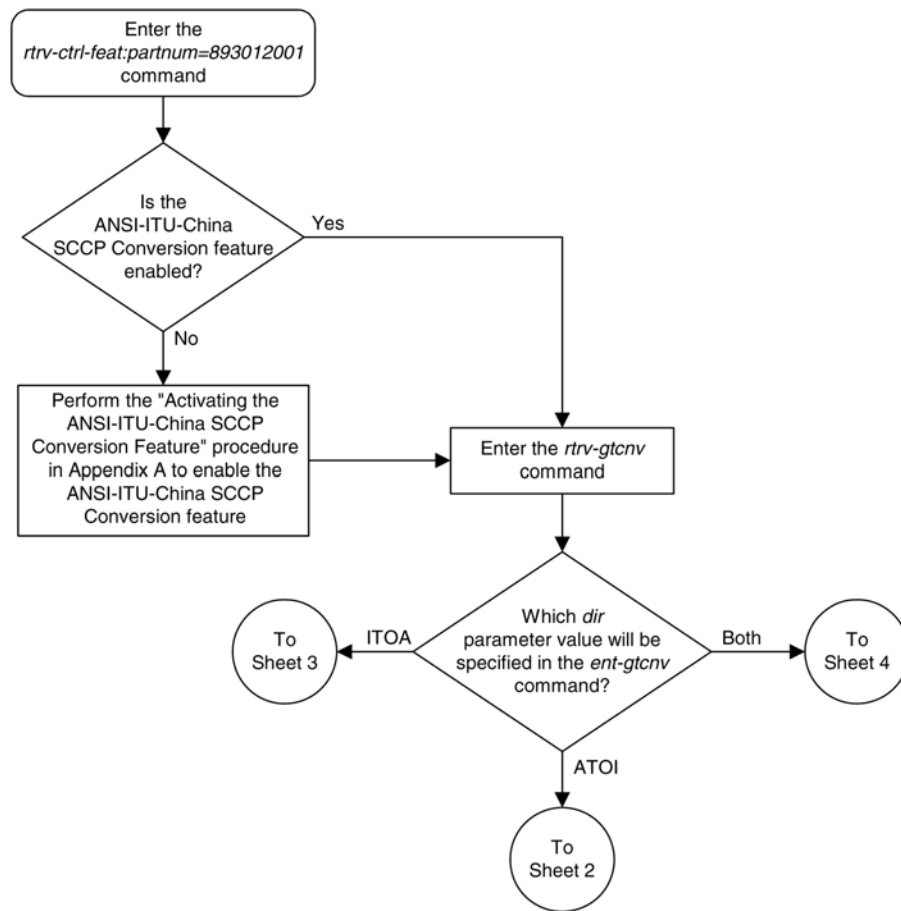 Enter the
rtrv-ctrl-feat:partnum=893012001
command
Is the
ANSI-ITU-China
SCCP Conversion feature
enabled?
Yes
No
Perform the "Activating the
ANSI-ITU-China SCCP
Conversion Feature" procedure
in Appendix A to enable the
ANSI-ITU-China SCCP
Conversion feature
Enter the rtrv-gtcnv
command
Which dir
parameter value will be
specified in the ent-gtcnv
command?
ITOA
To
Sheet 3
Both
To
Sheet 4
ATOI
To
Sheet 2